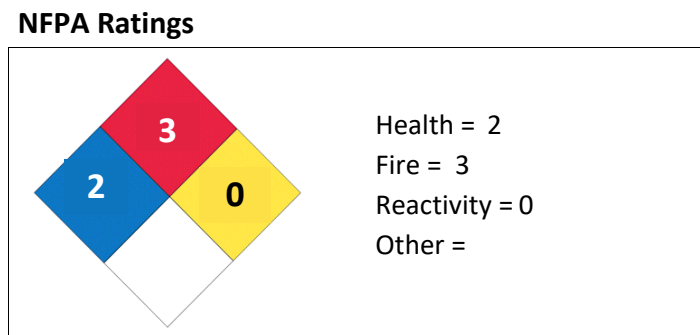 NFPA Ratings
3
2
0
Health = 2
Fire = 3
Reactivity = 0
Other =